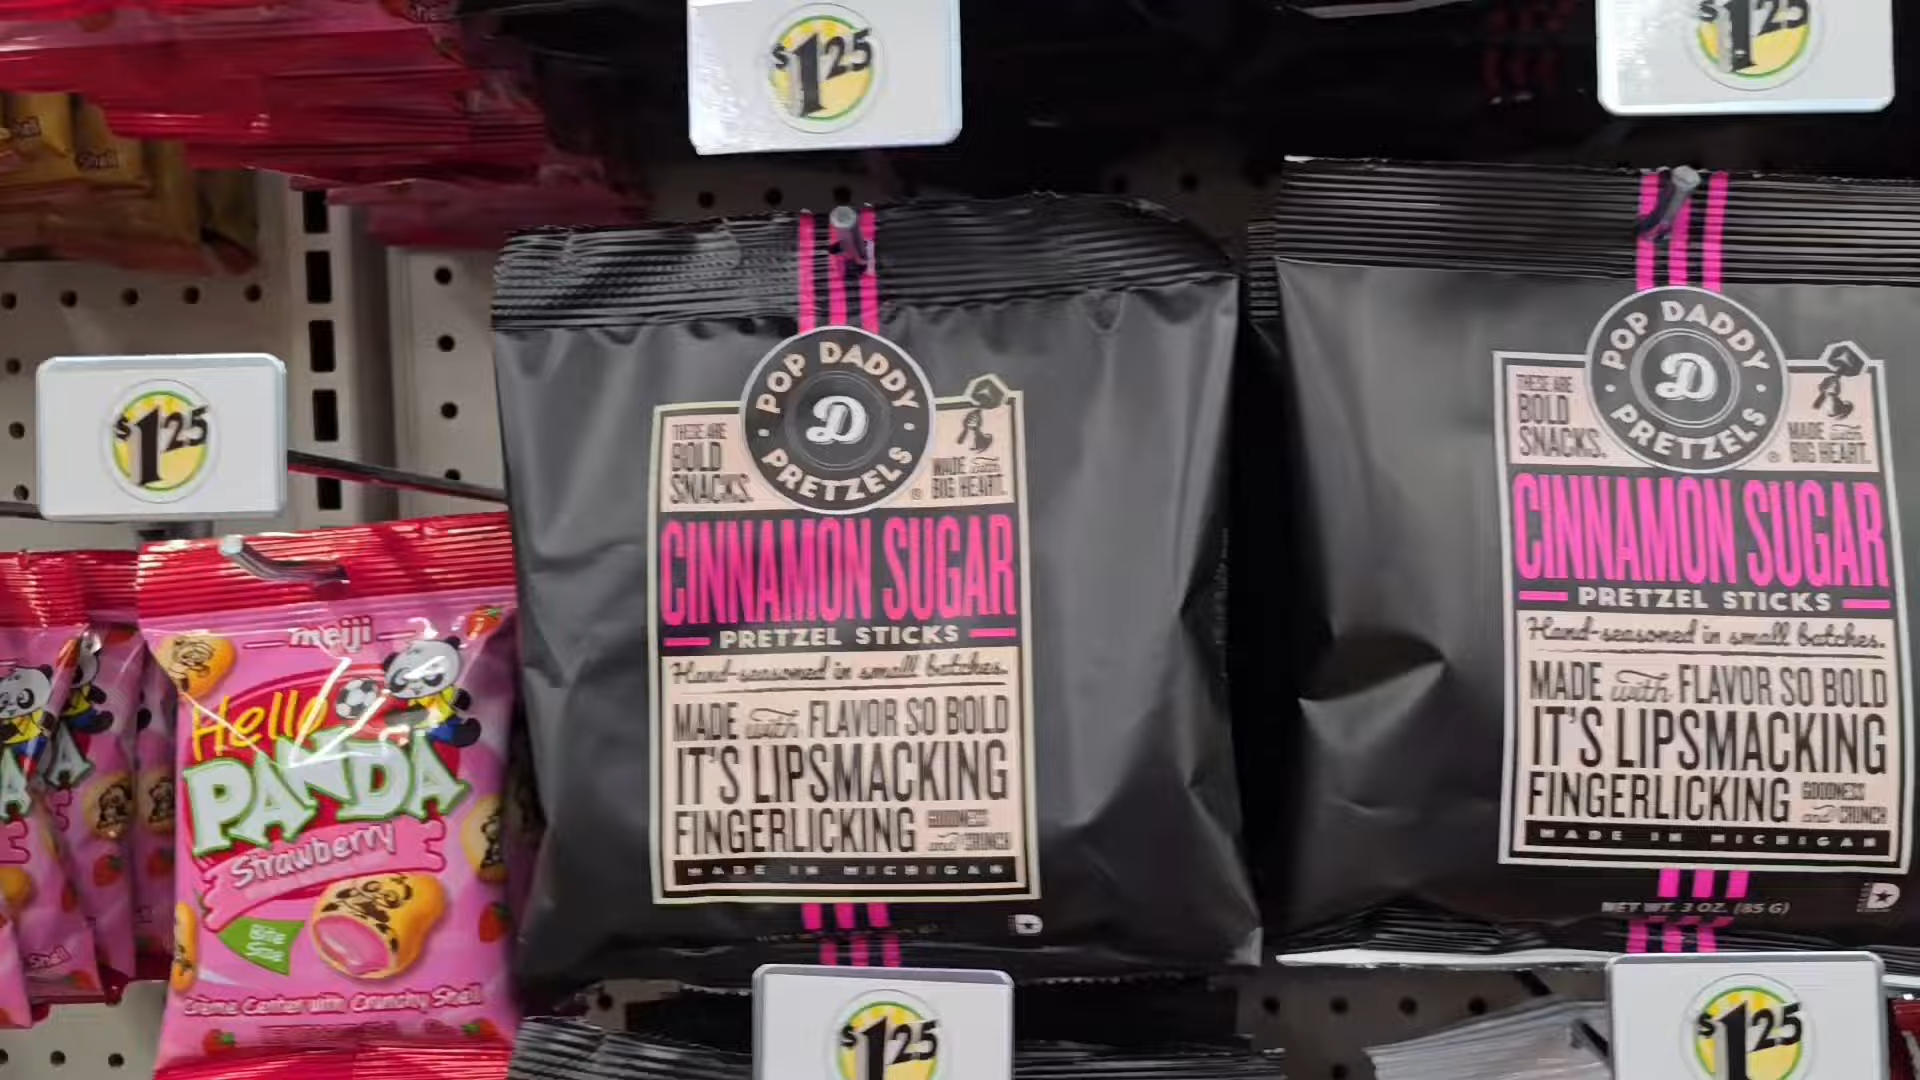 $1.25
$1.25
$1.25
Shell
meiji
Hello
PANDA
Strawberry
Bite
Size
Creme Center with Crunchy Shell
Shell
POP DADDY
D
PRETZELS
THESE ARE
BOLD
SNACKS.
MADE with
BIG HEART.
CINNAMON SUGAR
PRETZEL STICKS
Hand-seasoned in small batches.
MADE with FLAVOR SO BOLD
IT'S LIPSMACKING
FINGERLICKING GOODNESS
and CRUNCH
MADE IN MICHIGAN
D
POP DADDY
D
PRETZELS
THESE ARE
BOLD
SNACKS.
MADE with
BIG HEART.
CINNAMON SUGAR
PRETZEL STICKS
Hand-seasoned in small batches.
MADE with FLAVOR SO BOLD
IT'S LIPSMACKING
FINGERLICKING GOODNESS
and CRUNCH
MADE IN MICHIGAN
NET WT. 3 OZ. (85 G)
D
$1.25
$1.25